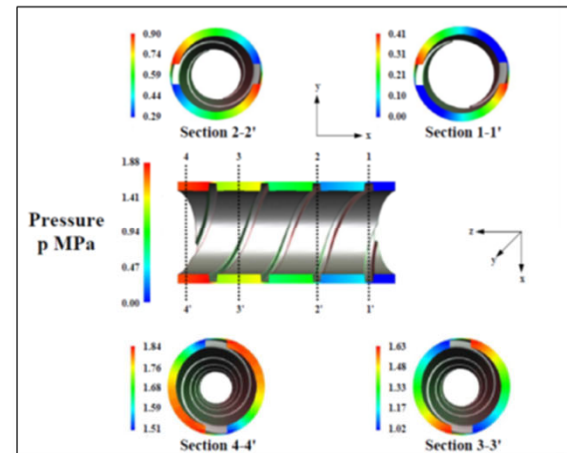 0.90
0.74
0.59
0.44
0.29
Section 2-2'
0.41
0.31
0.21
0.10
0.00
Section 1-1'
y
x
Pressure
p MPa
1.88
1.41
0.94
0.47
0.00
4 3 2 1
4' 3' 2' 1'
z
y
x
1.84
1.76
1.68
1.59
1.51
Section 4-4'
1.63
1.48
1.33
1.17
1.02
Section 3-3'